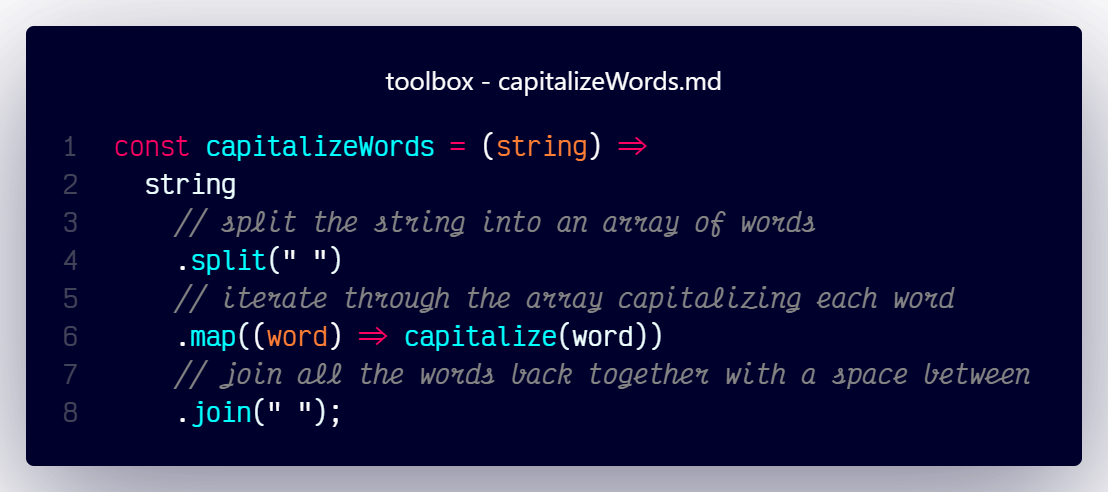 toolbox - capitalizeWords.md
1 const capitalizeWords = (string) =>
2   string
3     // split the string into an array of words
4     .split(" ")
5     // iterate through the array capitalizing each word
6     .map((word) => capitalize(word))
7     // join all the words back together with a space between
8     .join(" ");